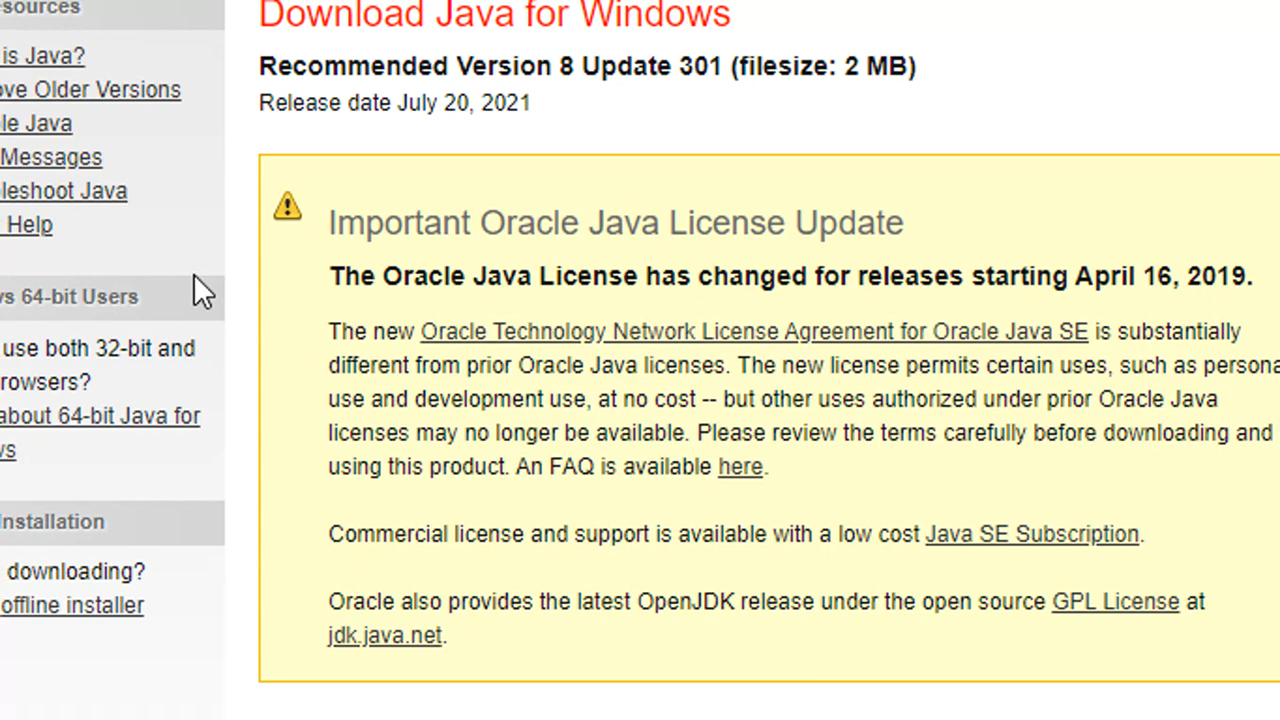 esources
is Java?
ove Older Versions
le Java
Messages
leshoot Java
Help
s 64-bit Users
use both 32-bit and
rowsers?
about 64-bit Java for
vs
Installation
downloading?
offline installer
Download Java for Windows
Recommended Version 8 Update 301 (filesize: 2 MB)
Release date July 20, 2021
Important Oracle Java License Update
The Oracle Java License has changed for releases starting April 16, 2019.
The new Oracle Technology Network License Agreement for Oracle Java SE is substantially
different from prior Oracle Java licenses. The new license permits certain uses, such as persona
use and development use, at no cost -- but other uses authorized under prior Oracle Java
licenses may no longer be available. Please review the terms carefully before downloading and
using this product. An FAQ is available here.
Commercial license and support is available with a low cost Java SE Subscription.
Oracle also provides the latest OpenJDK release under the open source GPL License at
jdk.java.net.